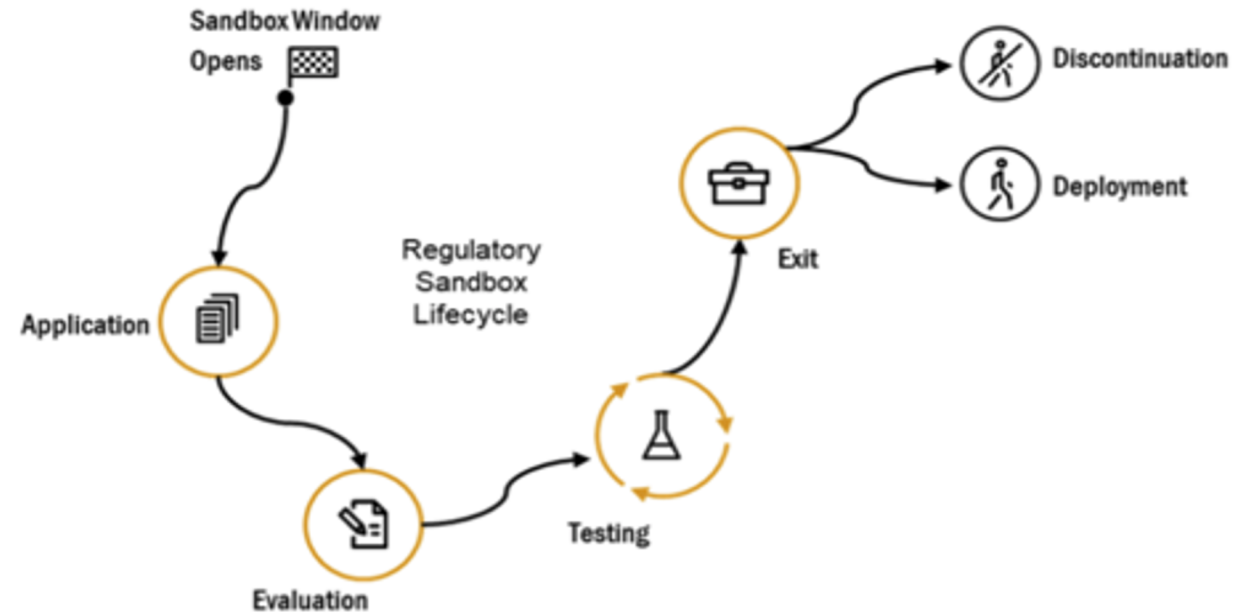 Sandbox Window
Opens
Discontinuation
Deployment
Exit
Regulatory
Sandbox
Lifecycle
Application
Testing
Evaluation